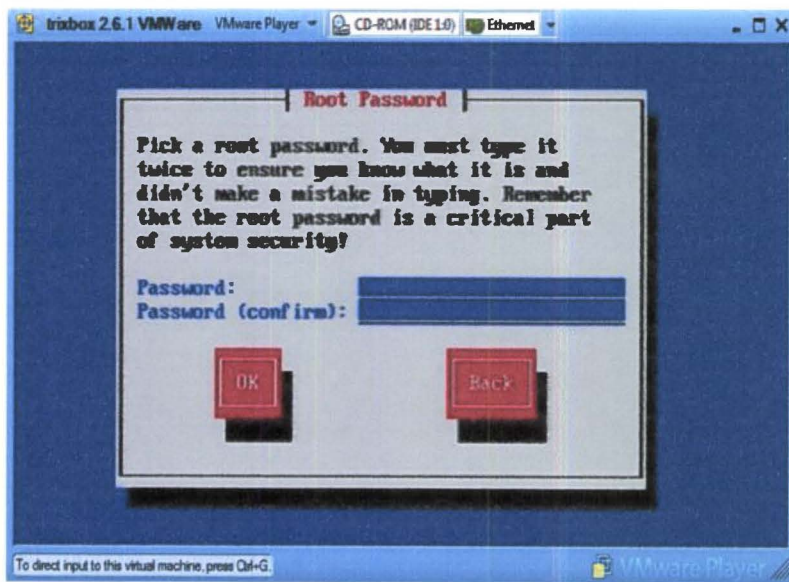 trixbox 2.6.1 VMWare VMware Player CD-ROM (IDE 1:0) Ethernet
Root Password
Pick a root password. You must type it
twice to ensure you know what it is and
didn't make a mistake in typing. Remember
that the root password is a critical part
of system security!
Password:
Password (confirm):
OK Back
To direct input to this virtual machine, press Ctrl+G.
VMware Player